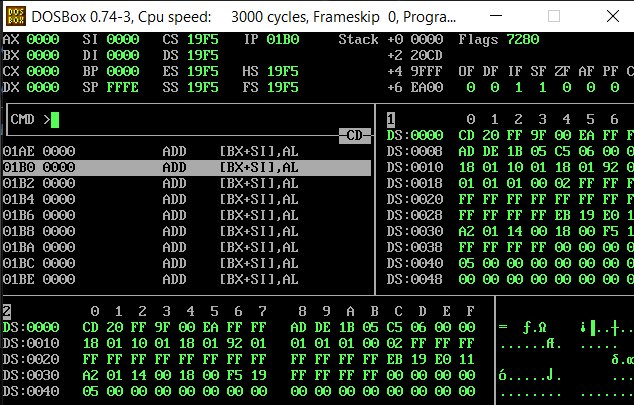 DOSBox 0.74-3, Cpu speed: 3000 cycles, Frameskip 0, Progra...
AX 0000 SI 0000 CS 19F5 IP 01B0 Stack +0 0000 Flags 7280
BX 0000 DI 0000 DS 19F5 +2 20CD
CX 0000 BP 0000 ES 19F5 HS 19F5 +4 9FFF OF DF IF SF ZF AF PF C
DX 0000 SP FFFE SS 19F5 FS 19F5 +6 EA00 0 0 1 1 0 0 0
CMD >
CD
01AE 0000 ADD [BX+SI],AL
01B0 0000 ADD [BX+SI],AL
01B2 0000 ADD [BX+SI],AL
01B4 0000 ADD [BX+SI],AL
01B6 0000 ADD [BX+SI],AL
01B8 0000 ADD [BX+SI],AL
01BA 0000 ADD [BX+SI],AL
01BC 0000 ADD [BX+SI],AL
01BE 0000 ADD [BX+SI],AL
1 0 1 2 3 4 5 6
DS:0000 CD 20 FF 9F 00 EA FF F
DS:0008 AD DE 1B 05 C5 06 00 0
DS:0010 18 01 10 01 18 01 92 0
DS:0018 01 01 01 00 02 FF FF F
DS:0020 FF FF FF FF FF FF FF F
DS:0028 FF FF FF FF EB 19 E0 1
DS:0030 A2 01 14 00 18 00 F5 1
DS:0038 FF FF FF FF 00 00 00 0
DS:0040 05 00 00 00 00 00 00 0
DS:0048 00 00 00 00 00 00 00 0
2 0 1 2 3 4 5 6 7 8 9 A B C D E F
DS:0000 CD 20 FF 9F 00 EA FF FF AD DE 1B 05 C5 06 00 00
DS:0010 18 01 10 01 18 01 92 01 01 01 01 00 02 FF FF FF
DS:0020 FF FF FF FF FF FF FF FF FF FF FF FF EB 19 E0 11
DS:0030 A2 01 14 00 18 00 F5 19 FF FF FF FF 00 00 00 00
DS:0040 05 00 00 00 00 00 00 00 00 00 00 00 00 00 00 00